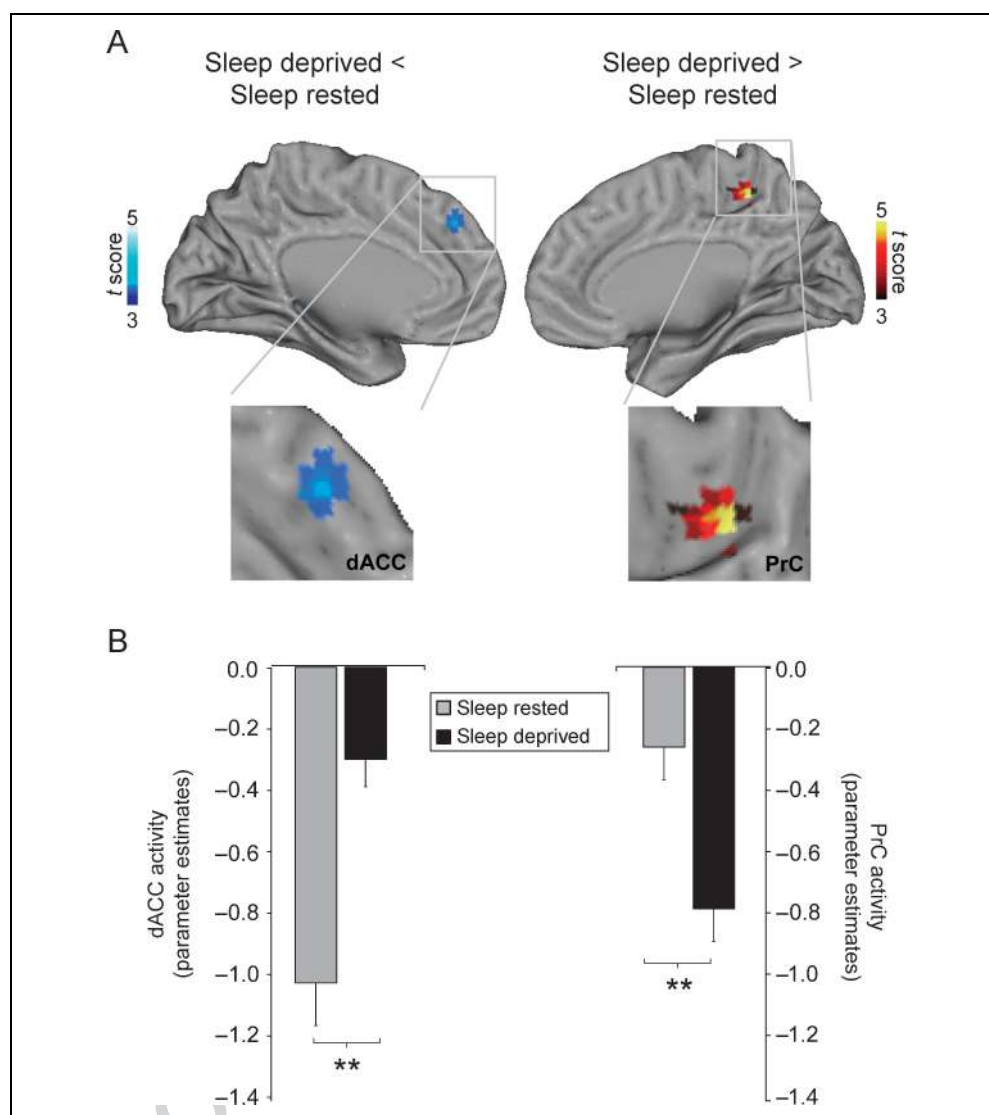 A
Sleep deprived <
Sleep rested
Sleep deprived >
Sleep rested
5
t score
3
5
t score
3
dACC
PrC
B
0.0
−0.2
−0.4
−0.6
−0.8
−1.0
−1.2
−1.4
dACC activity
(parameter estimates)
Sleep rested
Sleep deprived
**
**
0.0
−0.2
−0.4
−0.6
−0.8
−1.0
−1.2
−1.4
PrC activity
(parameter estimates)